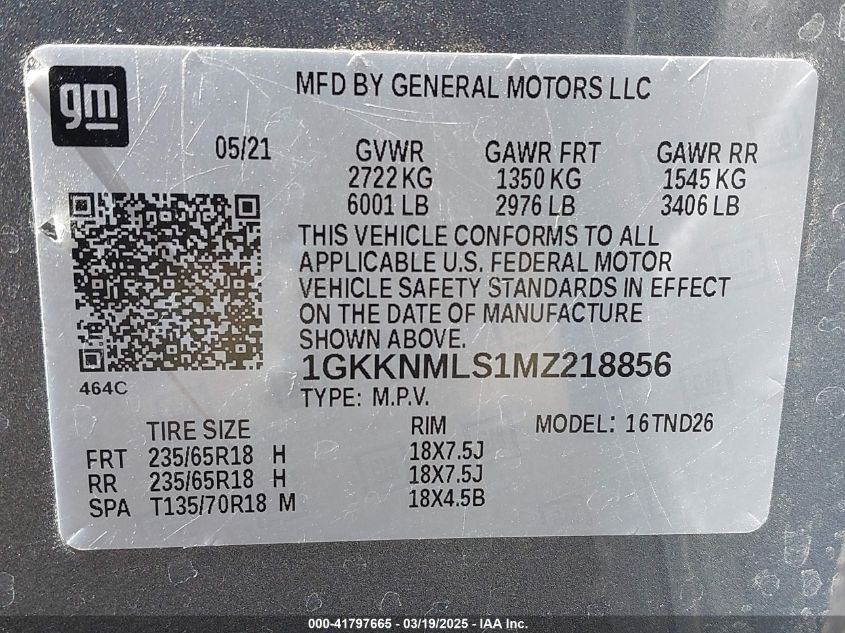 gm
MFD BY GENERAL MOTORS LLC
05/21 GVWR GAWR FRT GAWR RR
2722 KG 1350 KG 1545 KG
6001 LB 2976 LB 3406 LB
THIS VEHICLE CONFORMS TO ALL
APPLICABLE U.S. FEDERAL MOTOR
VEHICLE SAFETY STANDARDS IN EFFECT
ON THE DATE OF MANUFACTURE
SHOWN ABOVE.
1GKKNMLS1MZ218856
464C
TYPE: M.P.V.
TIRE SIZE RIM MODEL: 16TND26
FRT 235/65R18 H 18X7.5J
RR 235/65R18 H 18X7.5J
SPA T135/70R18 M 18X4.5B
000-41797665 - 03/19/2025 - IAA Inc.